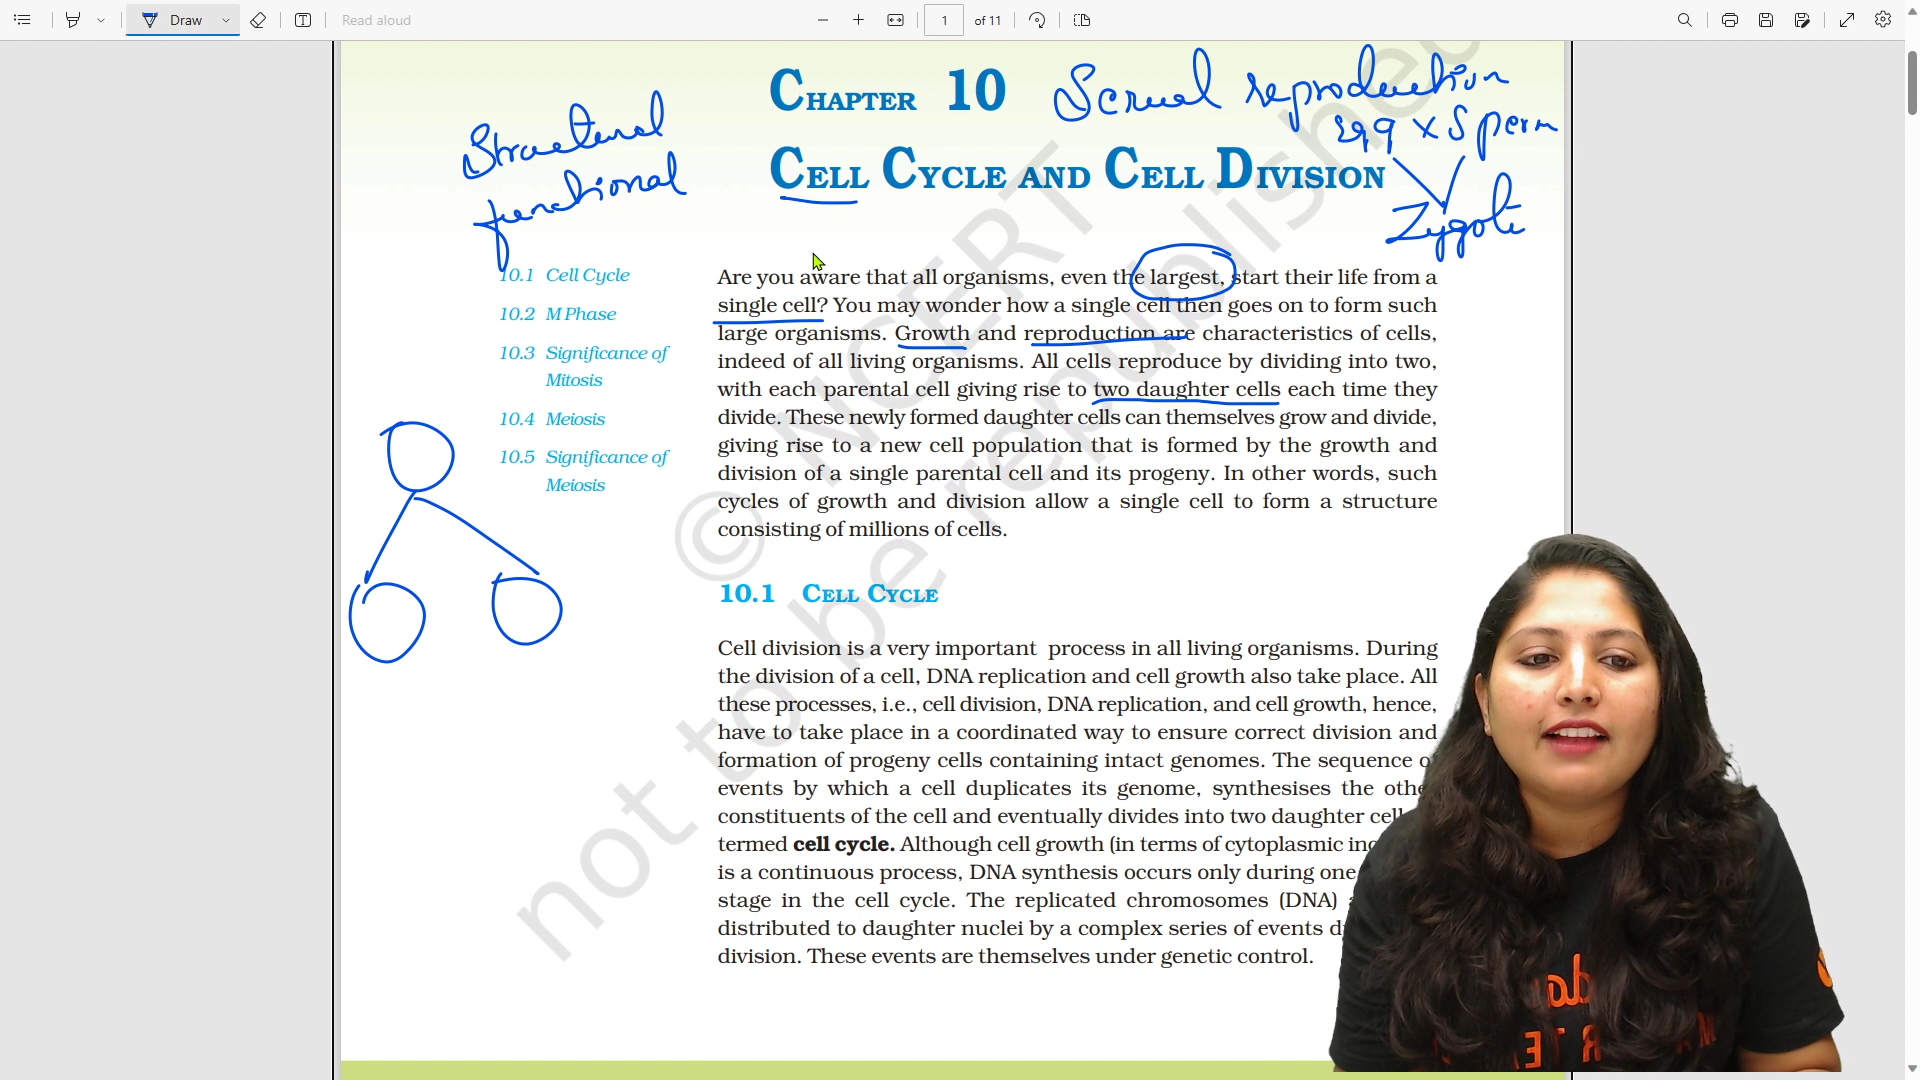 Draw
Read aloud
1 of 11
CHAPTER 10
CELL CYCLE AND CELL DIVISION
Structural
functional
Sexual reproduction
egg x Sperm
Zygote
10.1 Cell Cycle
10.2 M Phase
10.3 Significance of
Mitosis
10.4 Meiosis
10.5 Significance of
Meiosis
Are you aware that all organisms, even the largest, start their life from a
single cell? You may wonder how a single cell then goes on to form such
large organisms. Growth and reproduction are characteristics of cells,
indeed of all living organisms. All cells reproduce by dividing into two,
with each parental cell giving rise to two daughter cells each time they
divide. These newly formed daughter cells can themselves grow and divide,
giving rise to a new cell population that is formed by the growth and
division of a single parental cell and its progeny. In other words, such
cycles of growth and division allow a single cell to form a structure
consisting of millions of cells.
10.1 CELL CYCLE
Cell division is a very important process in all living organisms. During
the division of a cell, DNA replication and cell growth also take place. All
these processes, i.e., cell division, DNA replication, and cell growth, hence,
have to take place in a coordinated way to ensure correct division and
formation of progeny cells containing intact genomes. The sequence
events by which a cell duplicates its genome, synthesises the
constituents of the cell and eventually divides into two daughter
termed cell cycle. Although cell growth (in terms of cytoplasmic
is a continuous process, DNA synthesis occurs only during one
stage in the cell cycle. The replicated chromosomes (DNA)
distributed to daughter nuclei by a complex series of events
division. These events are themselves under genetic control.
© NCERT
not to be republished